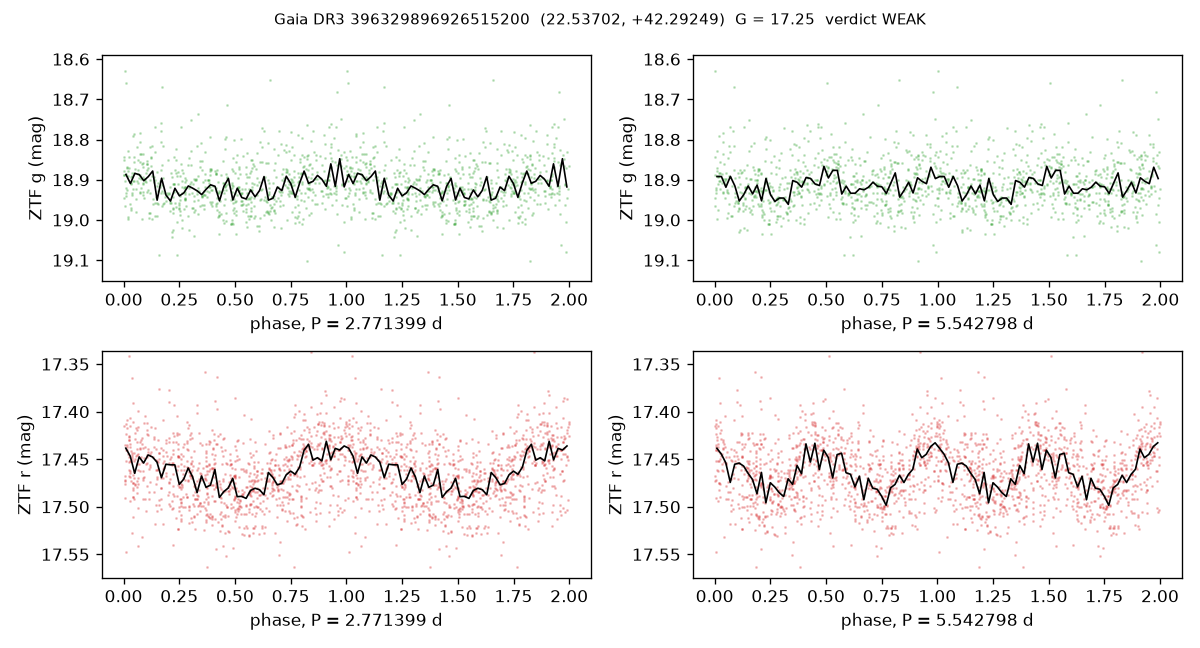 Gaia DR3 396329896926515200  (22.53702, +42.29249)  G = 17.25  verdict WEAK
ZTF g (mag)
18.6
18.7
18.8
18.9
19.0
19.1
0.00 0.25 0.50 0.75 1.00 1.25 1.50 1.75 2.00
phase, P = 2.771399 d
ZTF g (mag)
18.6
18.7
18.8
18.9
19.0
19.1
0.00 0.25 0.50 0.75 1.00 1.25 1.50 1.75 2.00
phase, P = 5.542798 d
ZTF r (mag)
17.35
17.40
17.45
17.50
17.55
0.00 0.25 0.50 0.75 1.00 1.25 1.50 1.75 2.00
phase, P = 2.771399 d
ZTF r (mag)
17.35
17.40
17.45
17.50
17.55
0.00 0.25 0.50 0.75 1.00 1.25 1.50 1.75 2.00
phase, P = 5.542798 d